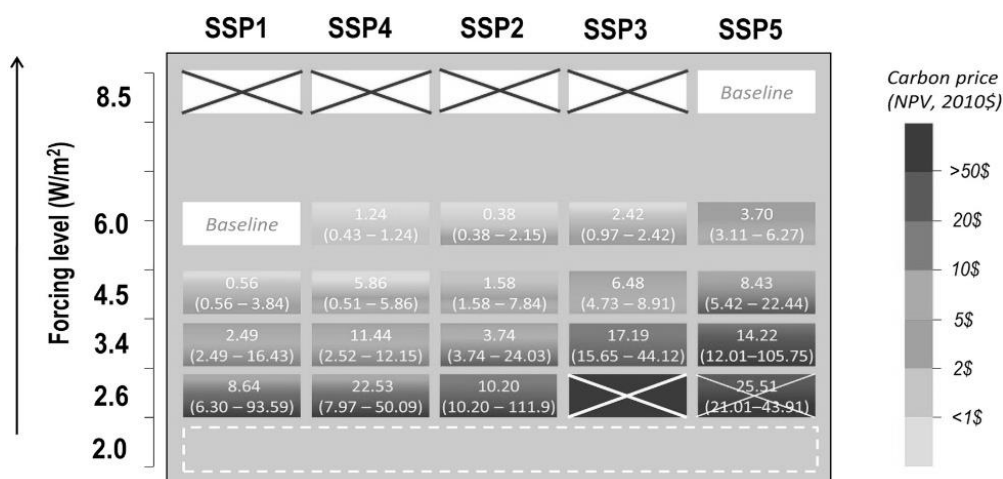 SSP1 SSP4 SSP2 SSP3 SSP5
Forcing level (W/m²)
8.5 Baseline
6.0 Baseline 1.24 0.38 2.42 3.70
(0.43 – 1.24) (0.38 – 2.15) (0.97 – 2.42) (3.11 – 6.27)
4.5 0.56 5.86 1.58 6.48 8.43
(0.56 – 3.84) (0.51 – 5.86) (1.58 – 7.84) (4.73 – 8.91) (5.42 – 22.44)
3.4 2.49 11.44 3.74 17.19 14.22
(2.49 – 16.43) (2.52 – 12.15) (3.74 – 24.03) (15.65 – 44.12) (12.01–105.75)
2.6 8.64 22.53 10.20 25.51
(6.30 – 93.59) (7.97 – 50.09) (10.20 – 111.9) (21.01–43.91)
2.0
Carbon price
(NPV, 2010$)
>50$
20$
10$
5$
2$
<1$